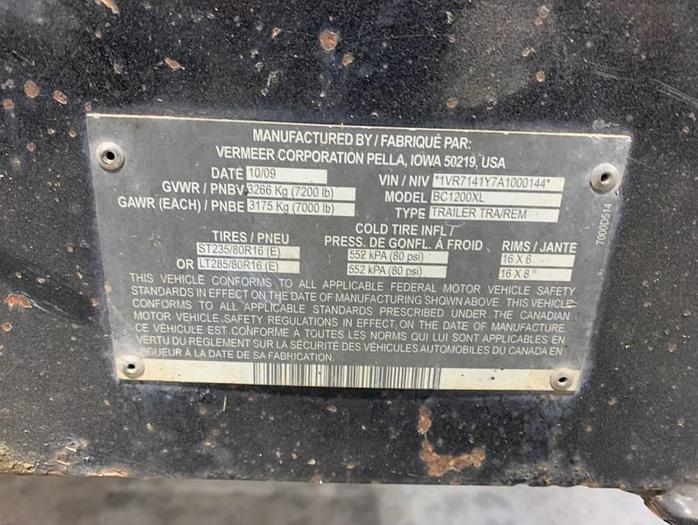 MANUFACTURED BY / FABRIQUÉ PAR:
VERMEER CORPORATION PELLA, IOWA 50219, USA
DATE 10/09 VIN / NIV *1VR7141Y7A1000144*
GVWR / PNBV 3266 Kg (7200 lb) MODEL BC1200XL
GAWR (EACH) / PNBE 3175 Kg (7000 lb) TYPE TRAILER TRA/REM
COLD TIRE INFL /
TIRES / PNEU PRESS. DE GONFL. À FROID RIMS / JANTE
ST235/80R16 (E) 552 kPA (80 psi) 16 X 6
OR LT285/80R16 (E) 552 kPA (80 psi) 16 X 8
THIS VEHICLE CONFORMS TO ALL APPLICABLE FEDERAL MOTOR VEHICLE SAFETY
STANDARDS IN EFFECT ON THE DATE OF MANUFACTURING SHOWN ABOVE. THIS VEHICLE
CONFORMS TO ALL APPLICABLE STANDARDS PRESCRIBED UNDER THE CANADIAN
MOTOR VEHICLE SAFETY REGULATIONS IN EFFECT ON THE DATE OF MANUFACTURE.
CE VÉHICULE EST CONFORME À TOUTES LES NORMS QUI LUI SONT APPLICABLES EN
VERTU DU RÈGLEMENT SUR LA SÉCURITÉ DES VÉHICULES AUTOMOBILES DU CANADA EN
VIGUEUR À LA DATE DE SA FABRICATION.
7000D514